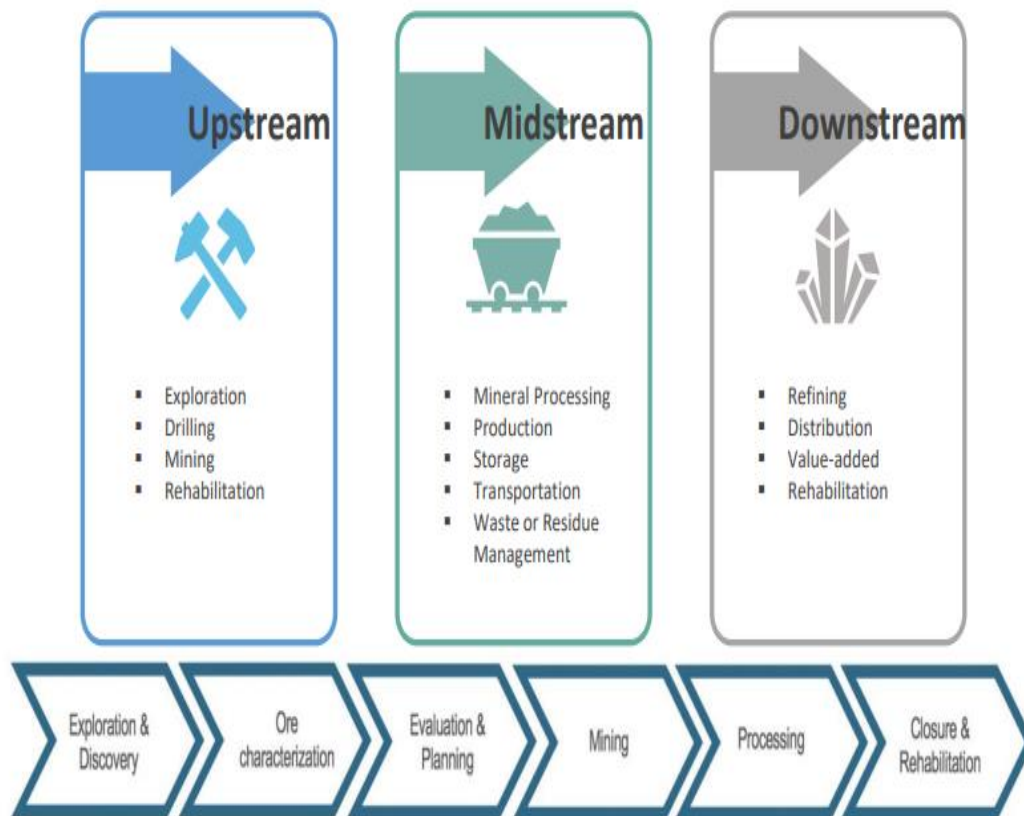 Upstream
Exploration
Drilling
Mining
Rehabilitation
Midstream
Mineral Processing
Production
Storage
Transportation
Waste or Residue
Management
Downstream
Refining
Distribution
Value-added
Rehabilitation
Exploration &
Discovery
Ore
characterization
Evaluation &
Planning
Mining
Processing
Closure &
Rehabilitation